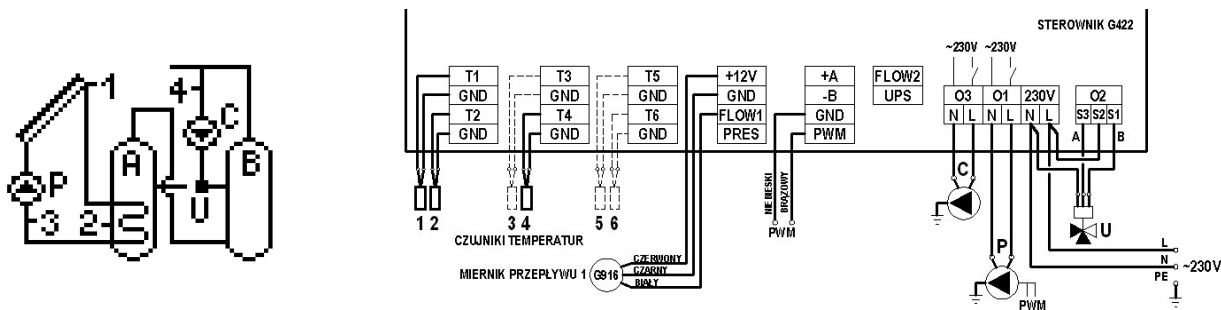 1
4
C
A
B
P
U
3
2
STEROWNIK G422
~230V ~230V
T1 T3 T5 +12V +A FLOW2
GND GND GND GND -B UPS
T2 T4 T6 FLOW1 GND
GND GND GND PRES PWM
O3 O1 230V O2
N L N L N L S3 S2 S1
A B
C
NIEBIESKI
BRĄZOWY
1 2 3 4 5 6
PWM
U
CZUJNIKI TEMPERATUR
P
CZERWONY
MIERNIK PRZEPŁYWU 1 G916 CZARNY
BIAŁY
L
N
PE
~230V
PWM